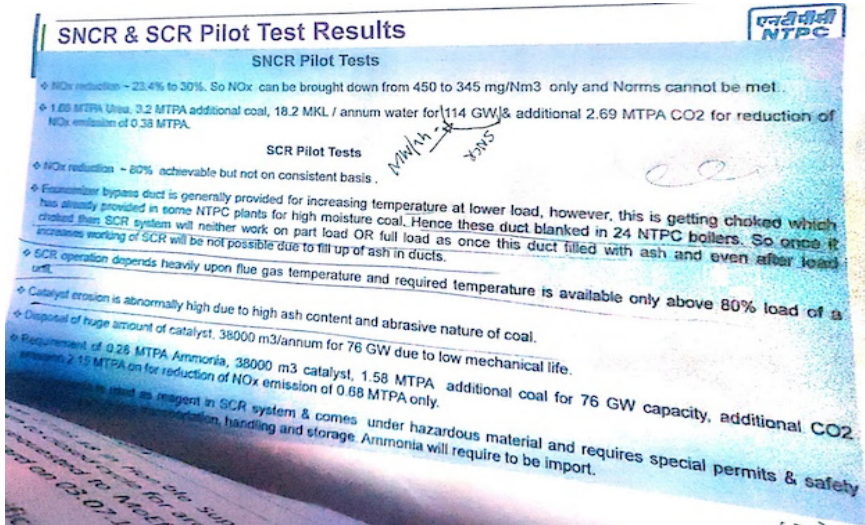 SNCR & SCR Pilot Test Results
एनटीपीसी
NTPC
SNCR Pilot Tests
❖ NOx reduction ~ 23.4% to 30%. So NOx can be brought down from 450 to 345 mg/Nm3 only and Norms cannot be met..
❖ 1.66 MTPA Urea, 3.2 MTPA additional coal, 18.2 MKL / annum water for 114 GW & additional 2.69 MTPA CO2 for reduction of
NOx emission of 0.38 MTPA.
SNCR
SCR Pilot Tests
❖ NOx reduction ~ 80% achievable but not on consistent basis .
❖ Economizer bypass duct is generally provided for increasing temperature at lower load, however, this is getting choked which
has already provided in some NTPC plants for high moisture coal. Hence these duct blanked in 24 NTPC boilers. So once it
choked than SCR system will neither work on part load OR full load as once this duct filled with ash and even after load
increases working of SCR will be not possible due to fill up of ash in ducts.
❖ SCR operation depends heavily upon flue gas temperature and required temperature is available only above 80% load of a
unit.
❖ Catalyst erosion is abnormally high due to high ash content and abrasive nature of coal.
❖ Disposal of huge amount of catalyst, 38000 m3/annum for 76 GW due to low mechanical life.
❖ Requirement of 0.28 MTPA Ammonia, 38000 m3 catalyst, 1.58 MTPA additional coal for 76 GW capacity, additional CO2
2.15 MTPA on for reduction of NOx emission of 0.68 MTPA only.
used as reagent in SCR system & comes under hazardous material and requires special permits & safety
handling and storage. Ammonia will require to be import.